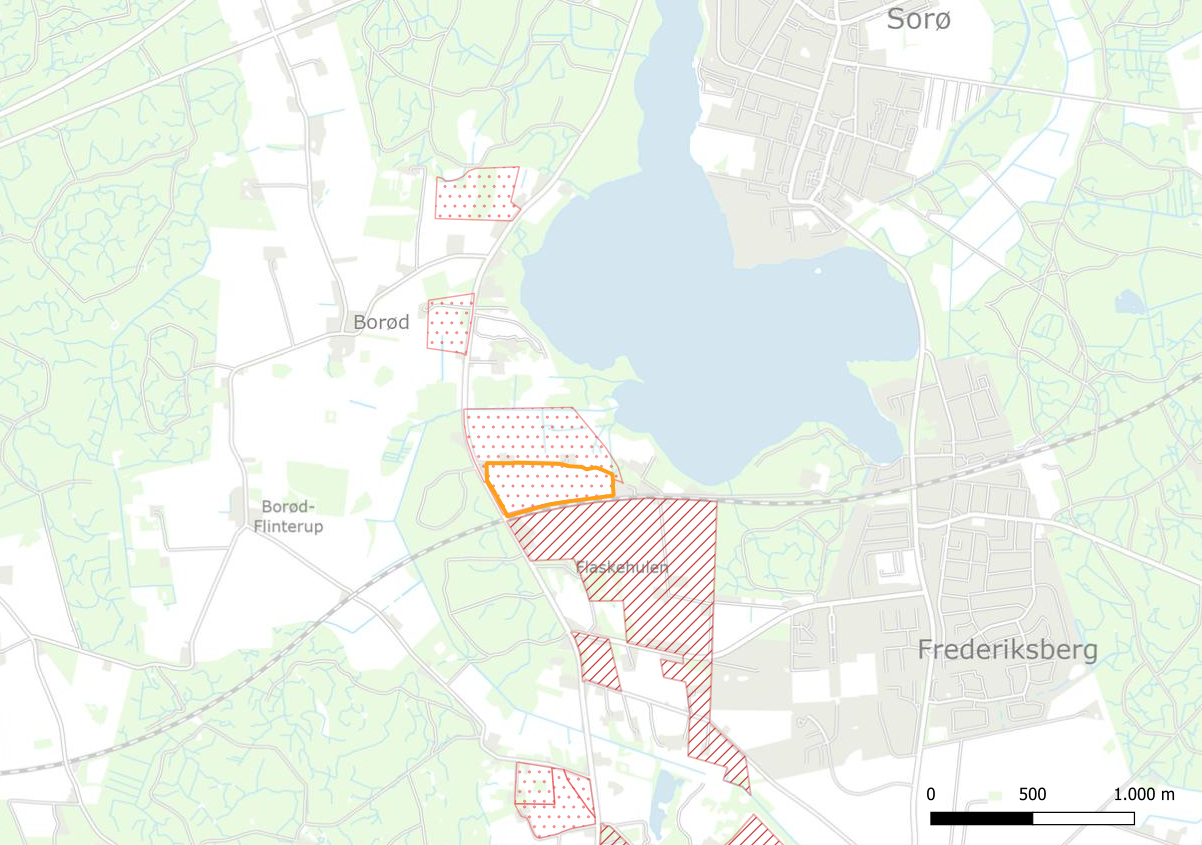 Sorø
Borød
Borød-
Flinterup
Flaskehulen
Frederiksberg
0 500 1.000 m